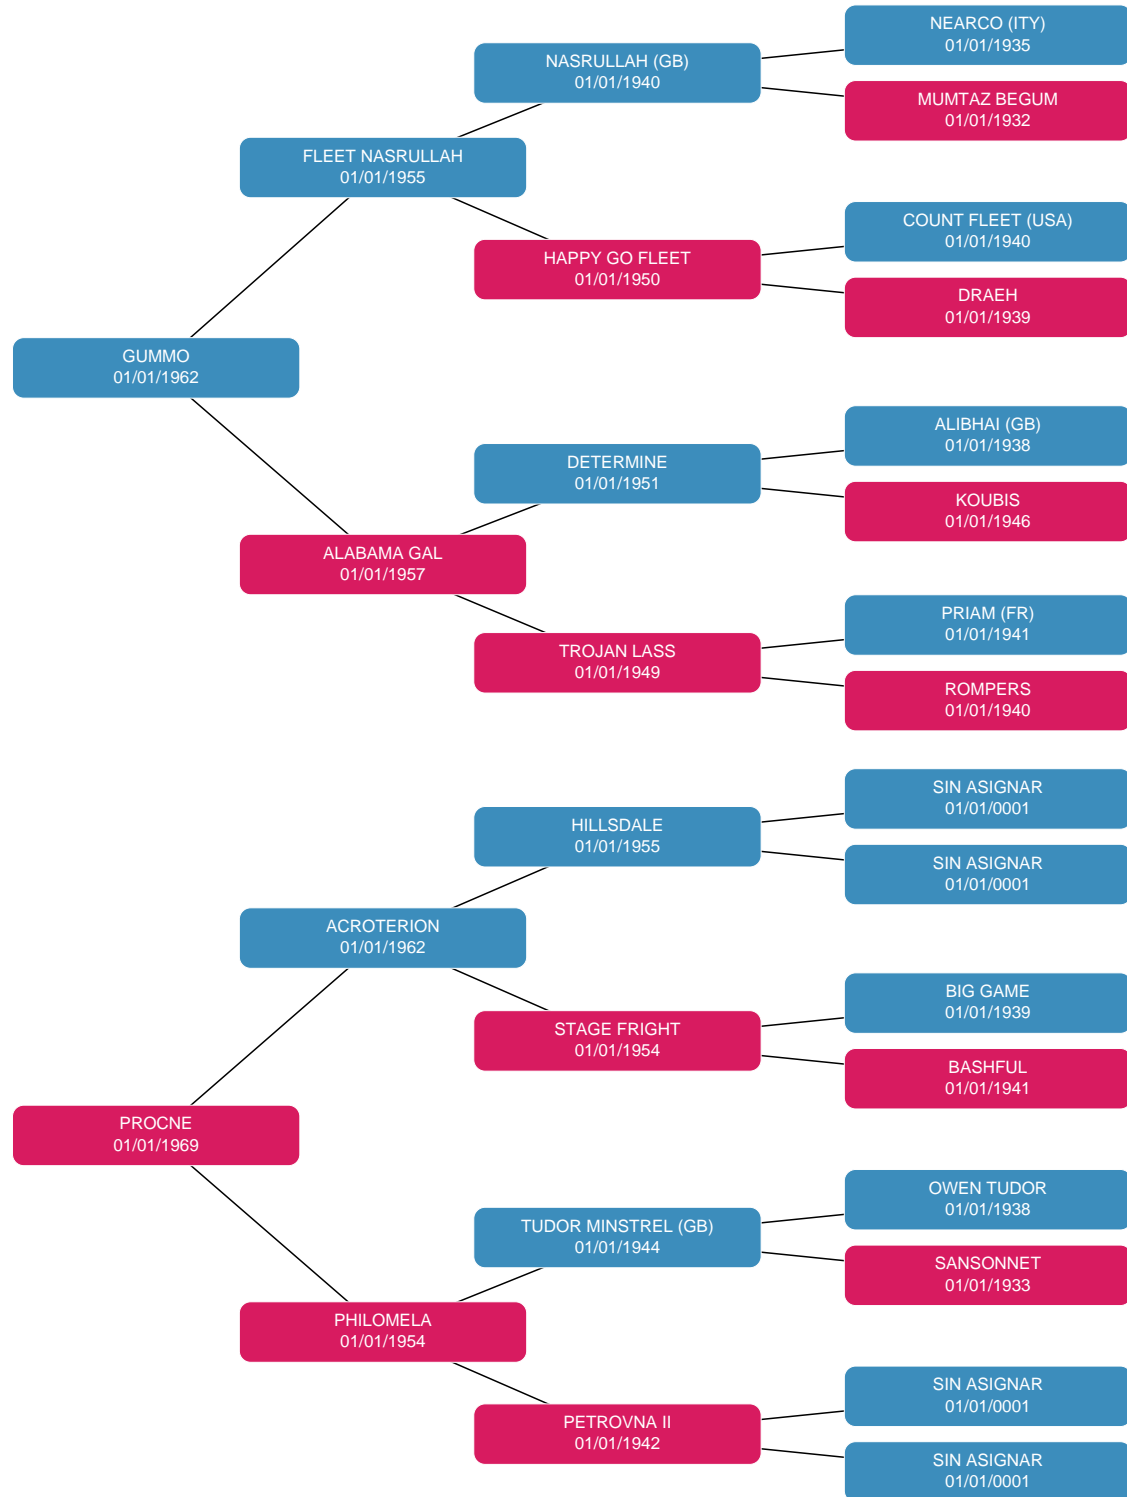 NEARCO (ITY)
01/01/1935
NASRULLAH (GB)
01/01/1940
MUMTAZ BEGUM
01/01/1932
FLEET NASRULLAH
01/01/1955
COUNT FLEET (USA)
01/01/1940
HAPPY GO FLEET
01/01/1950
DRAEH
01/01/1939
GUMMO
01/01/1962
ALIBHAI (GB)
01/01/1938
DETERMINE
01/01/1951
KOUBIS
01/01/1946
ALABAMA GAL
01/01/1957
PRIAM (FR)
01/01/1941
TROJAN LASS
01/01/1949
ROMPERS
01/01/1940
SIN ASIGNAR
01/01/0001
HILLSDALE
01/01/1955
SIN ASIGNAR
01/01/0001
ACROTERION
01/01/1962
BIG GAME
01/01/1939
STAGE FRIGHT
01/01/1954
BASHFUL
01/01/1941
PROCNE
01/01/1969
OWEN TUDOR
01/01/1938
TUDOR MINSTREL (GB)
01/01/1944
SANSONNET
01/01/1933
PHILOMELA
01/01/1954
SIN ASIGNAR
01/01/0001
PETROVNA II
01/01/1942
SIN ASIGNAR
01/01/0001